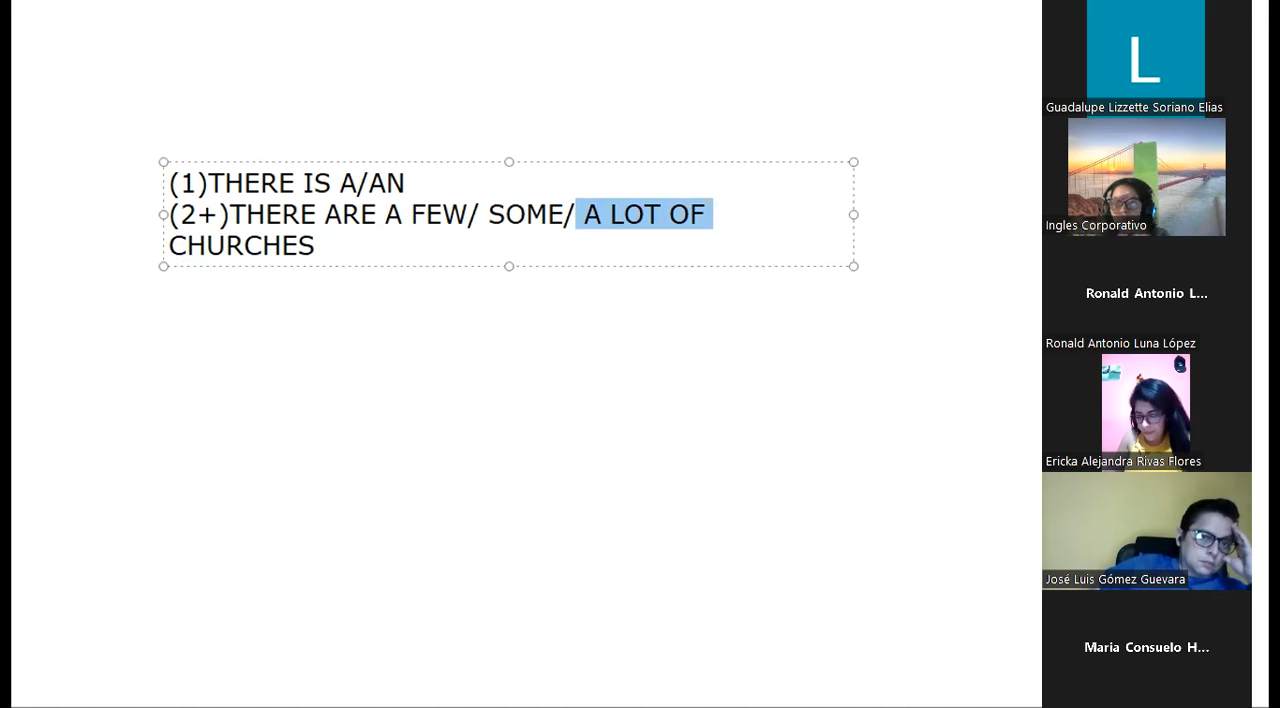 (1)THERE IS A/AN
(2+)THERE ARE A FEW/ SOME/ A LOT OF
CHURCHES
L
Guadalupe Lizzette Soriano Elias
Ingles Corporativo
Ronald Antonio L...
Ronald Antonio Luna López
Ericka Alejandra Rivas Flores
José Luis Gómez Guevara
Maria Consuelo H...